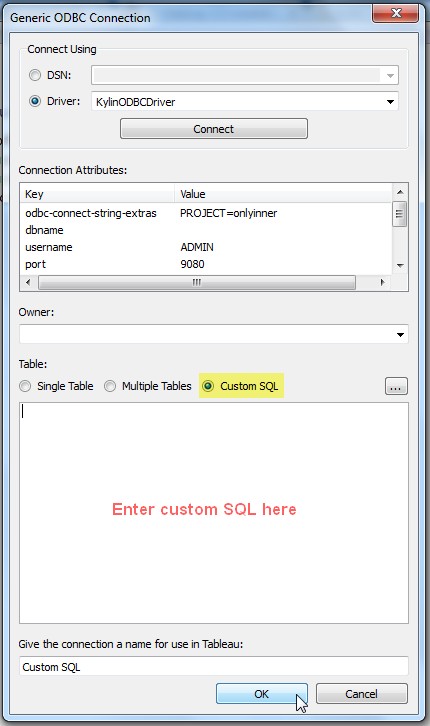 Generic ODBC Connection
Connect Using
DSN:
Driver: KylinODBCDriver
Connect
Connection Attributes:
Key Value
odbc-connect-string-extras PROJECT=onlyinner
dbname
username ADMIN
port 9080
Owner:
Table:
Single Table Multiple Tables Custom SQL ...
Enter custom SQL here
Give the connection a name for use in Tableau:
Custom SQL
OK Cancel